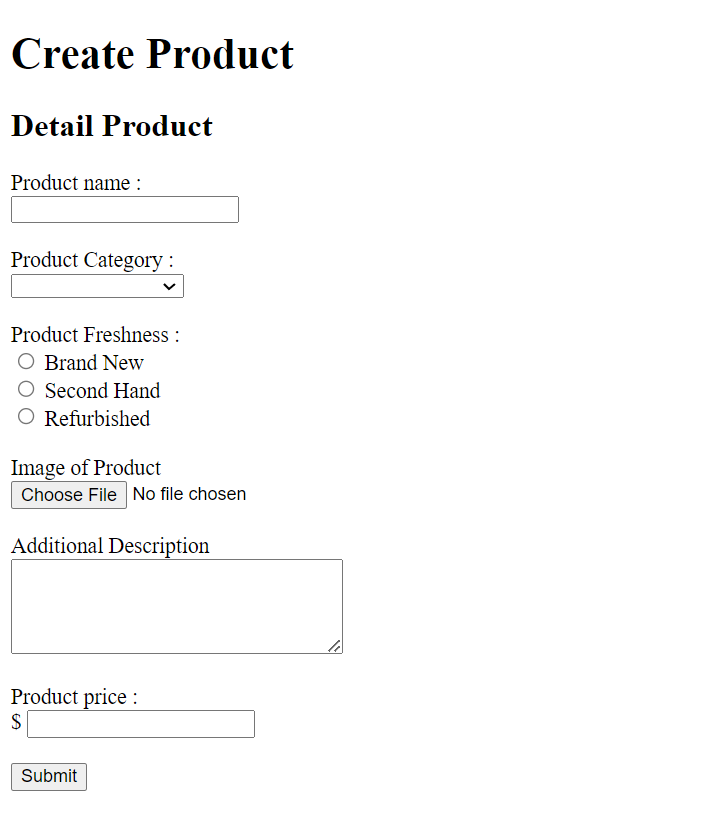 Create Product
Detail Product
Product name :
Product Category :
Product Freshness :
Brand New
Second Hand
Refurbished
Image of Product
Choose File No file chosen
Additional Description
Product price :
$
Submit